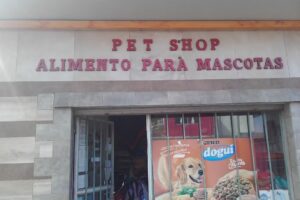 PET SHOP
ALIMENTO PARÀ MASCOTAS
dogui